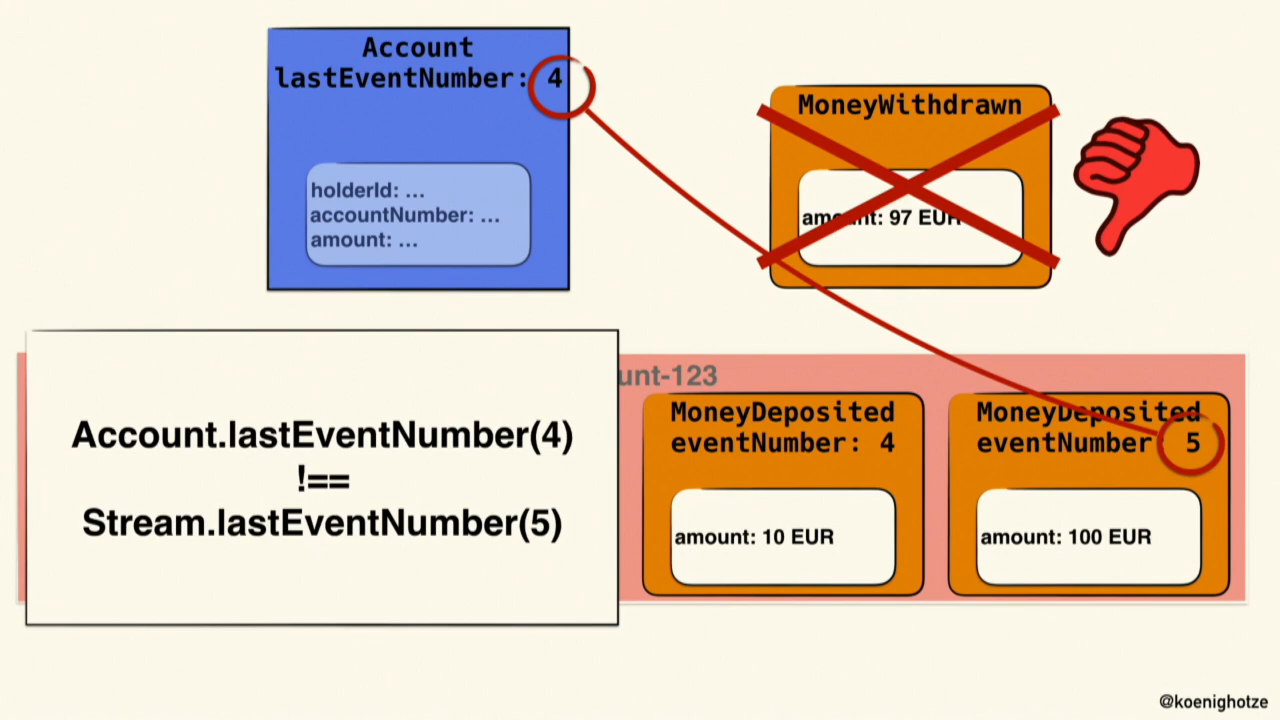 Account
lastEventNumber: 4
holderId: ...
accountNumber: ...
amount: ...
MoneyWithdrawn
amount: 97 EUR
unt-123
MoneyDeposited
eventNumber: 4
amount: 10 EUR
MoneyDeposited
eventNumber 5
amount: 100 EUR
Account.lastEventNumber(4)
!==
Stream.lastEventNumber(5)
@koenighotze